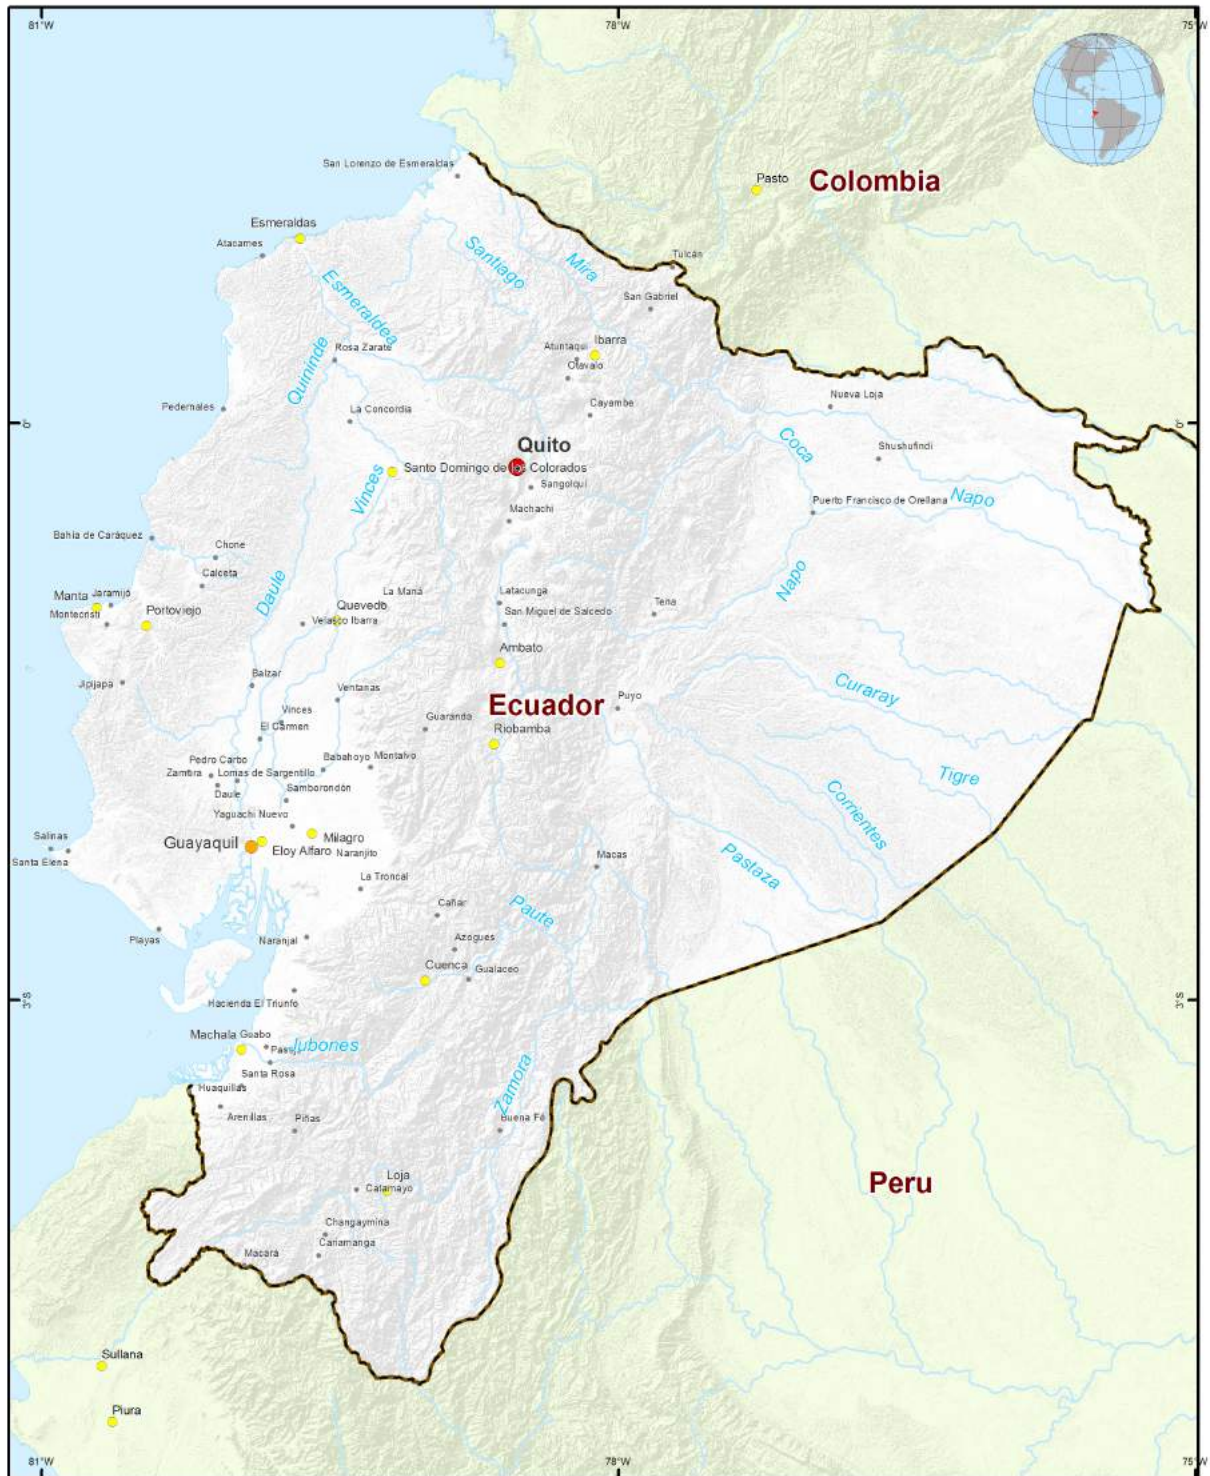 81°W
78°W
75°W
San Lorenzo de Esmeraldas
Pasto
Colombia
Esmeraldas
Atacames
Santiago
Mira
Tulcán
Esmeraldea
San Gabriel
Quininde
Rosa Zarate
Atuntaqui
Ibarra
Otavalo
Pedernales
La Concordia
Cayambe
Nueva Loja
0°
0°
Coca
Quito
Shushufindi
Santo Domingo de los Colorados
Vinces
Sangolquí
Napo
Puerto Francisco de Orellana
Machachi
Bahía de Caráquez
Chone
Calceta
Daule
La Maná
Napo
Manta
Jaramijó
Quevedo
Latacunga
Montecristi
Portoviejo
Velasco Ibarra
San Miguel de Salcedo
Tena
Ambato
Balzar
Jipijapa
Ventanas
Curaray
Ecuador
Puyo
Vinces
El Carmen
Guaranda
Riobamba
Pedro Carbo
Babahoyo
Montalvo
Zambra
Lomas de Sargentillo
Tigre
Daule
Samborondón
Corrientes
Yaguachi Nuevo
Salinas
Guayaquil
Milagro
Eloy Alfaro
Naranjito
Santa Elena
Macas
Pastaza
La Troncal
Cañar
Paute
Playas
Naranjal
Azogues
Cuenca
Gualaceo
Hacienda El Triunfo
3°S
3°S
Machala
Guabo
Pasaje
Jubones
Santa Rosa
Huaquillas
Zamora
Arenillas
Piñas
Buena Fé
Loja
Catamayo
Peru
Changaymina
Cariamanga
Macará
Sullana
Piura
81°W
78°W
75°W